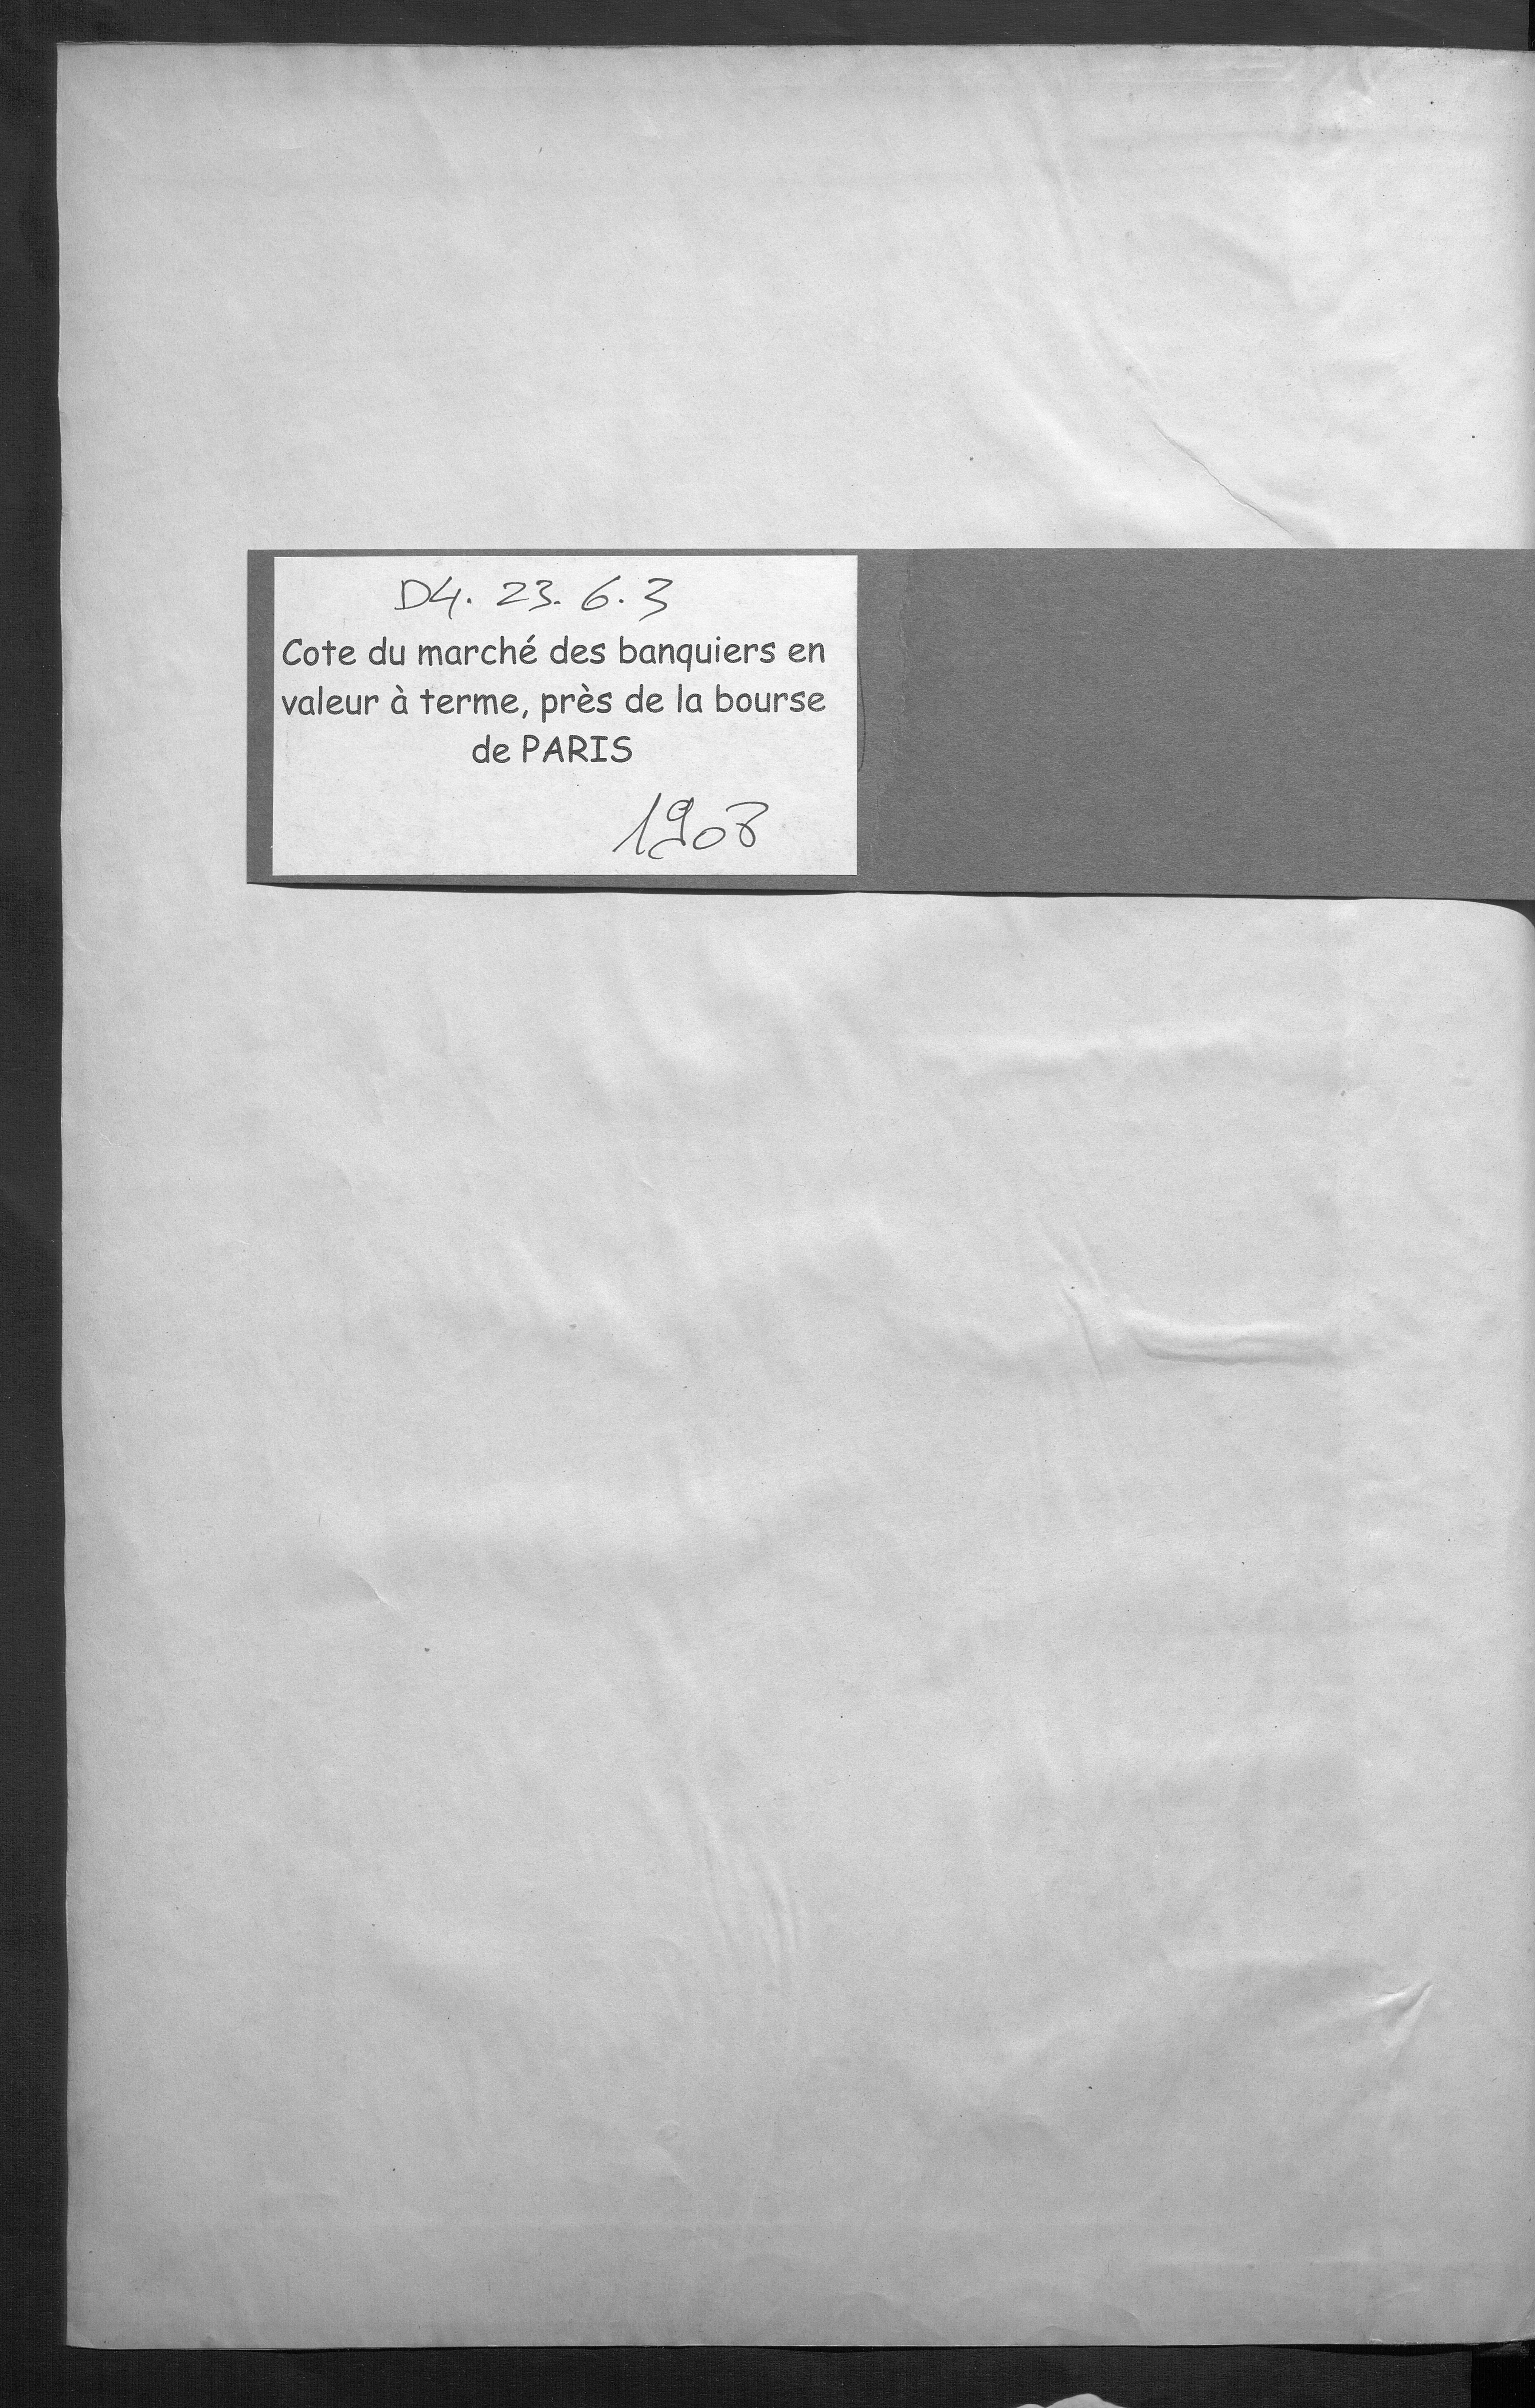 D4. 23. 6. 3
Cote du marché des banquiers en
valeur à terme, près de la bourse
de PARIS
1908